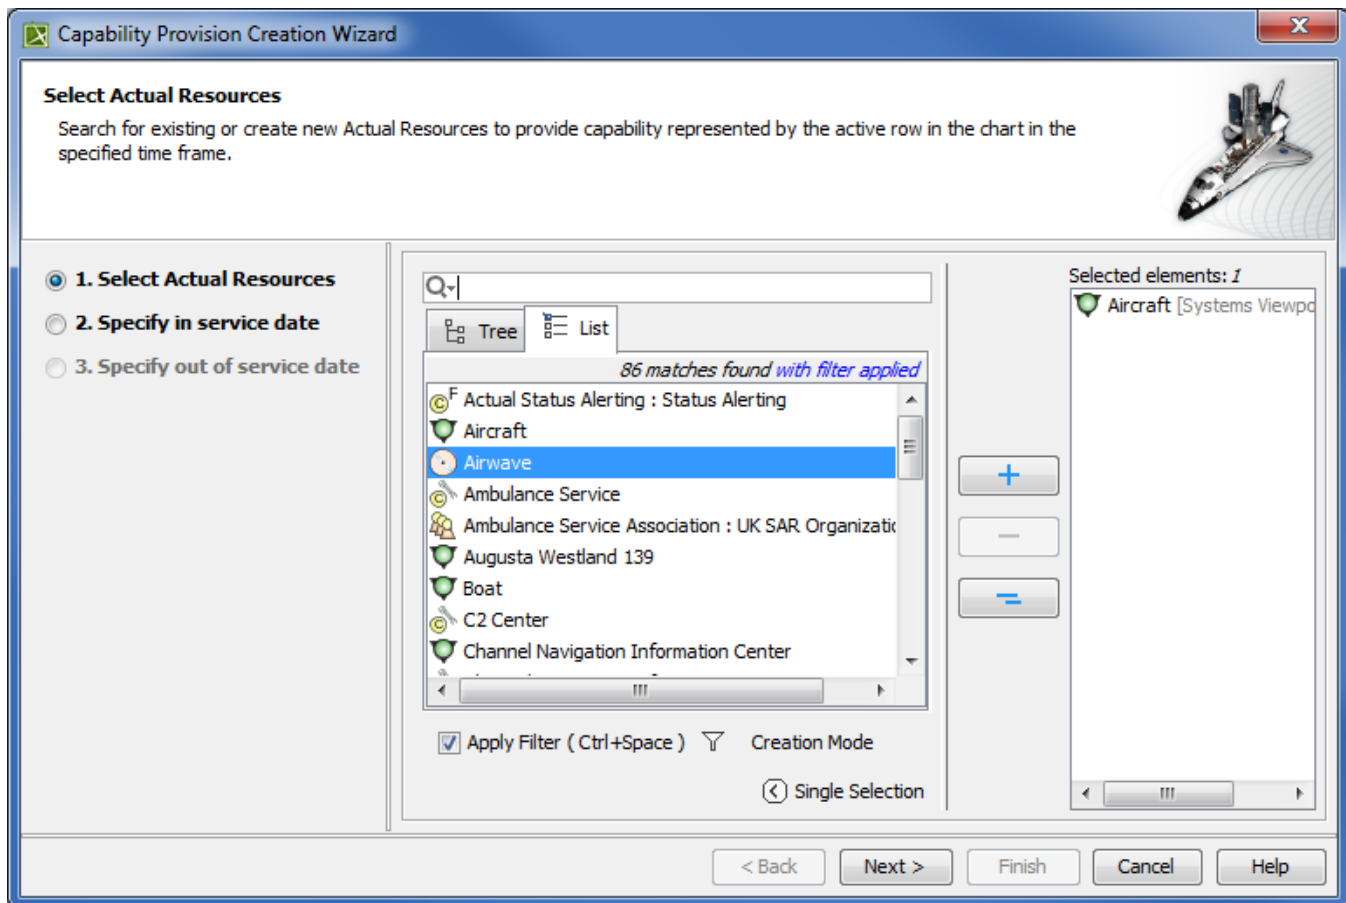 Capability Provision Creation Wizard
Select Actual Resources
Search for existing or create new Actual Resources to provide capability represented by the active row in the chart in the
specified time frame.
1. Select Actual Resources
2. Specify in service date
3. Specify out of service date
Tree
List
86 matches found with filter applied
Actual Status Alerting : Status Alerting
Aircraft
Airwave
Ambulance Service
Ambulance Service Association : UK SAR Organizatic
Augusta Westland 139
Boat
C2 Center
Channel Navigation Information Center
Apply Filter ( Ctrl+Space )
Creation Mode
Single Selection
Selected elements: 1
Aircraft [Systems Viewpo
< Back
Next >
Finish
Cancel
Help